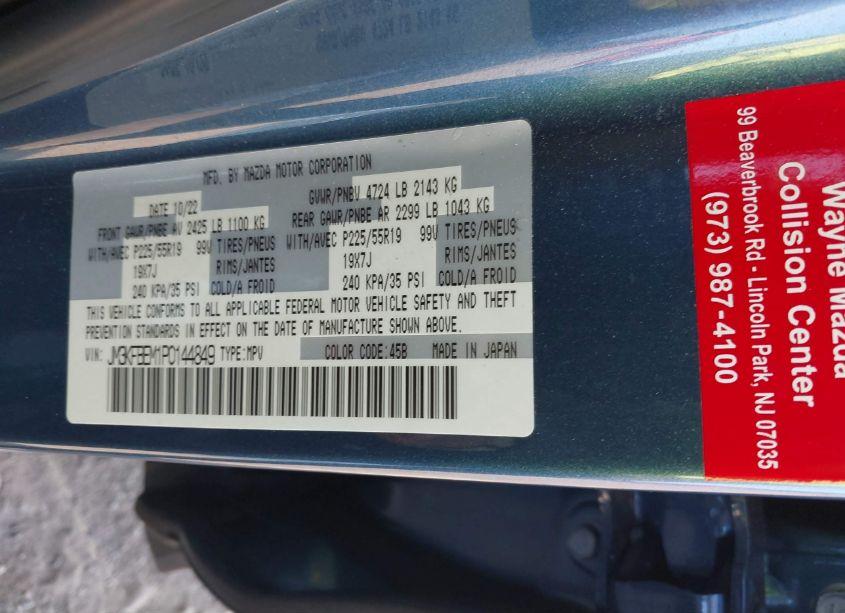 MFD. BY MAZDA MOTOR CORPORATION
DATE 10/22
GVWR/PNBV 4724 LB 2143 KG
FRONT GAWR/PNBE AV 2425 LB 1100 KG
REAR GAWR/PNBE AR 2299 LB 1043 KG
WITH/AVEC P225/55R19 99V TIRES/PNEUS WITH/AVEC P225/55R19 99V TIRES/PNEUS
19X7J RIMS/JANTES 19X7J RIMS/JANTES
240 KPA/35 PSI COLD/A FROID 240 KPA/35 PSI COLD/A FROID
THIS VEHICLE CONFORMS TO ALL APPLICABLE FEDERAL MOTOR VEHICLE SAFETY AND THEFT
PREVENTION STANDARDS IN EFFECT ON THE DATE OF MANUFACTURE SHOWN ABOVE.
VIN: JM3KFBEM1P0144849 TYPE:MPV COLOR CODE:45B MADE IN JAPAN
Wayne Mazda
Collision Center
99 Beaverbrook Rd - Lincoln Park, NJ 07035
(973) 987-4100